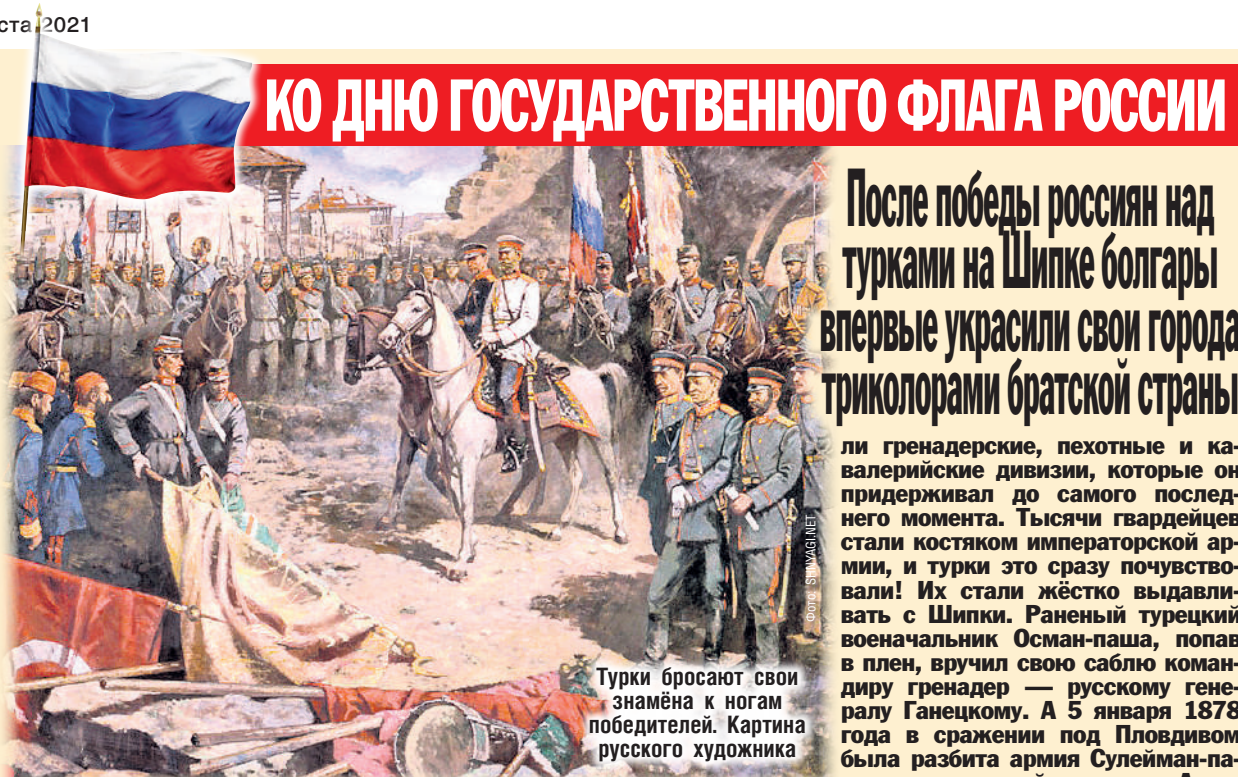 ста 2021
КО ДНЮ ГОСУДАРСТВЕННОГО ФЛАГА РОССИИ
После победы россиян над
турками на Шипке болгары
впервые украсили свои города
триколорами братской страны
ли гренадерские, пехотные и ка-
валерийские дивизии, которые он
придерживал до самого послед-
него момента. Тысячи гвардейцев
стали костяком императорской ар-
мии, и турки это сразу почувство-
вали! Их стали жёстко выдавли-
вать с Шипки. Раненый турецкий
военачальник Осман-паша, попав
в плен, вручил свою саблю коман-
диру гренадер — русскому гене-
ралу Ганецкому. А 5 января 1878
года в сражении под Пловдивом
была разбита армия Сулейман-па-
Фото: SHINYAGI.NET
Турки бросают свои
знамёна к ногам
победителей. Картина
русского художника